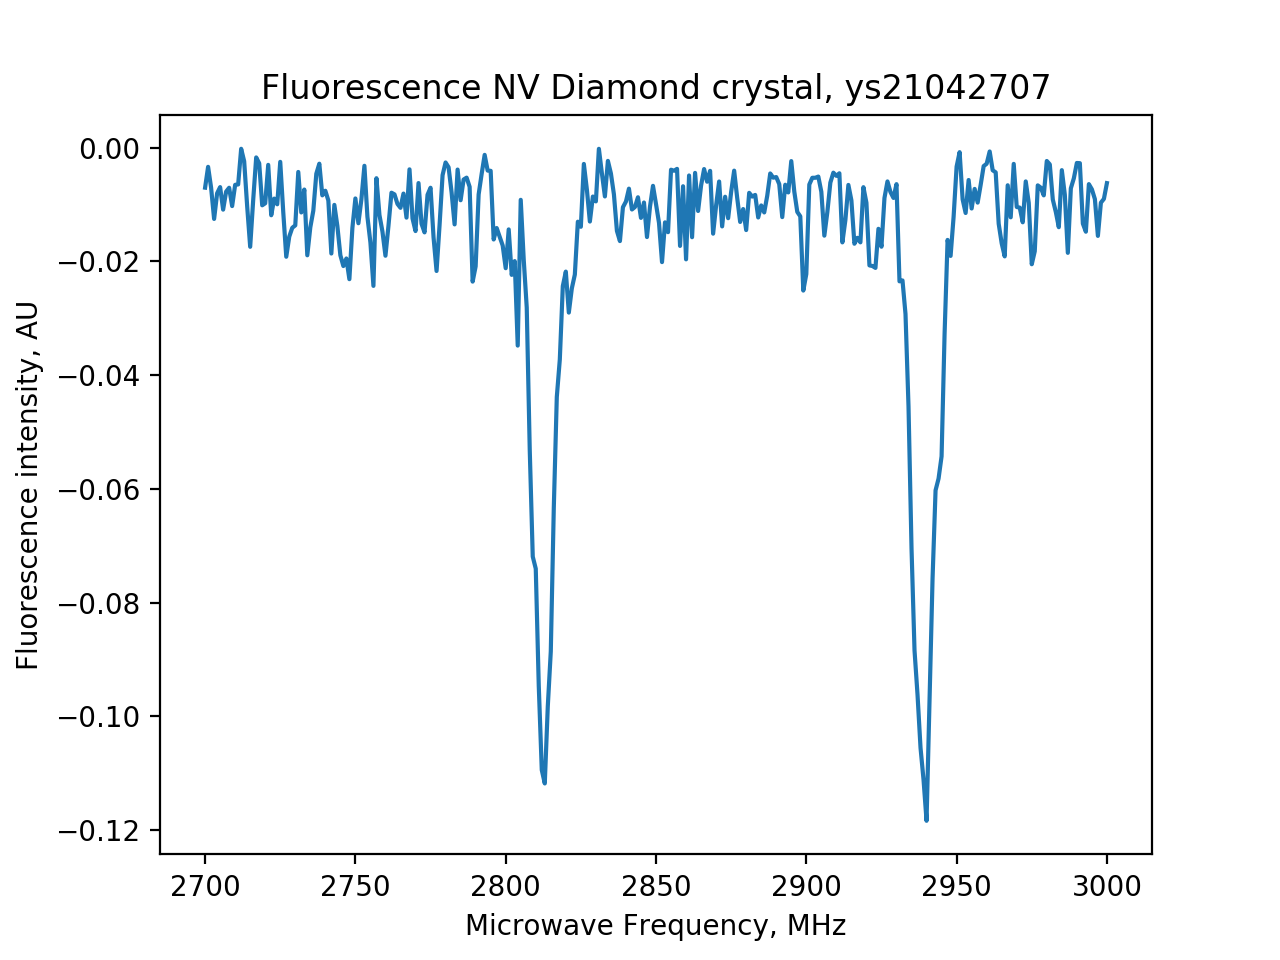 Fluorescence NV Diamond crystal, ys21042707
0.00
−0.02
−0.04
−0.06
−0.08
−0.10
−0.12
Fluorescence intensity, AU
2700 2750 2800 2850 2900 2950 3000
Microwave Frequency, MHz